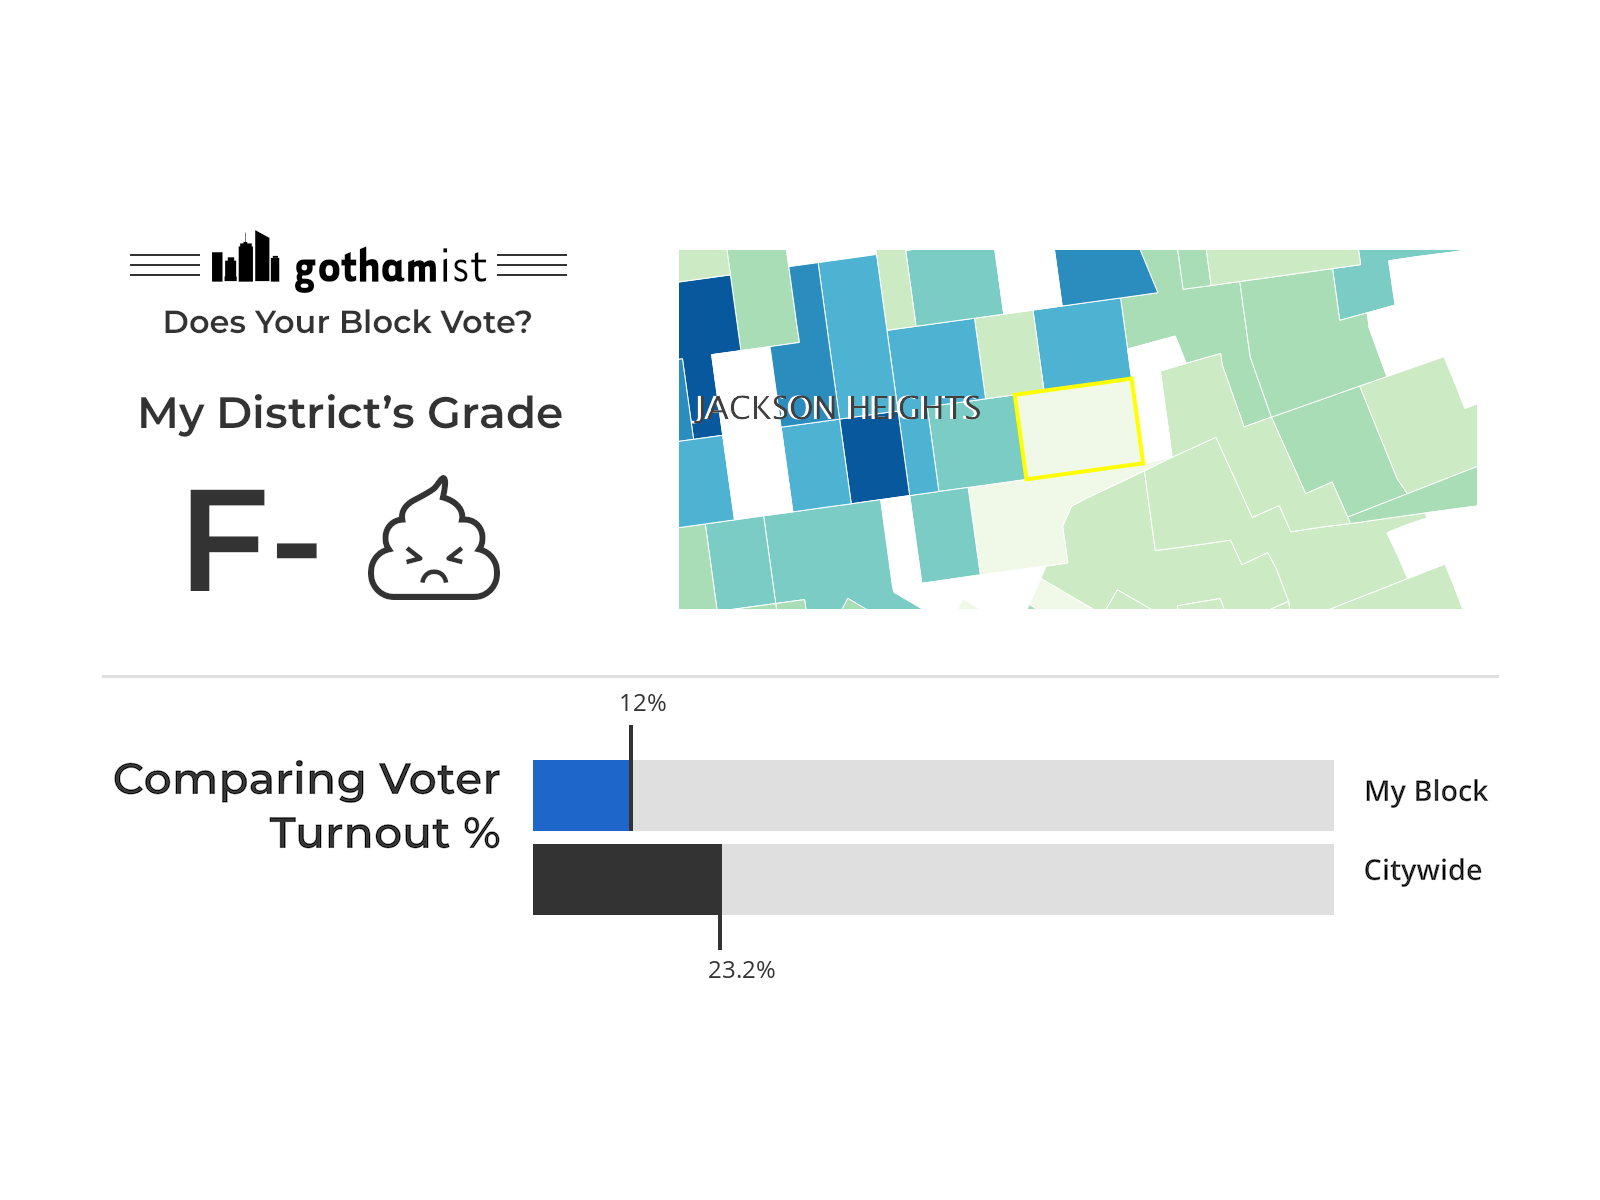 gothamist
Does Your Block Vote?
My District’s Grade
F-
JACKSON HEIGHTS
12%
Comparing Voter
Turnout %
My Block
Citywide
23.2%